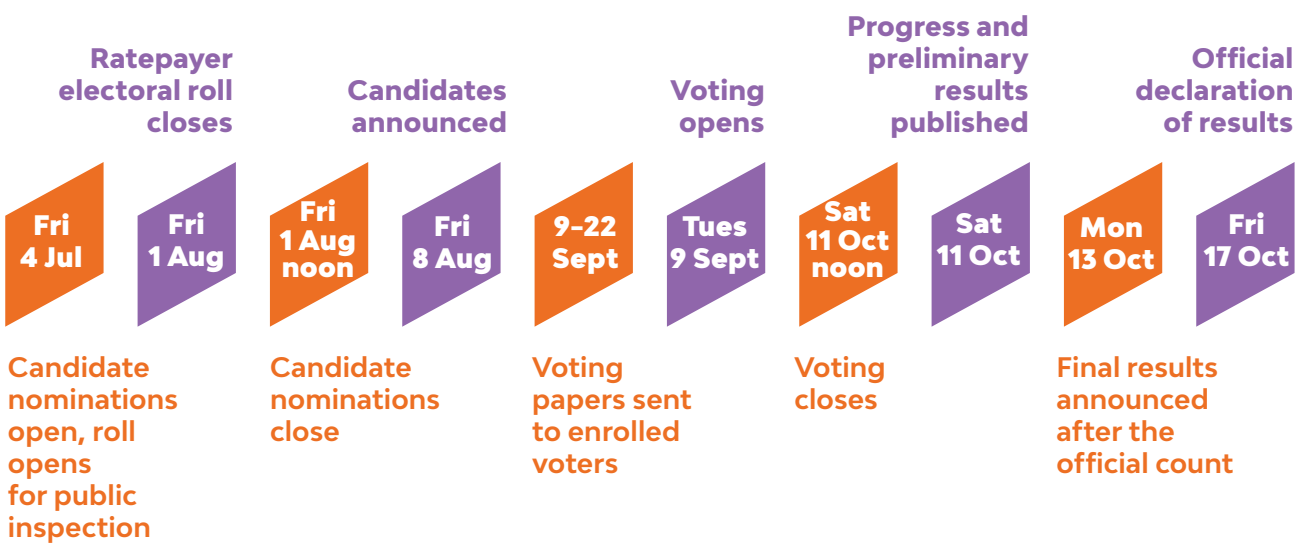 Ratepayer
electoral roll
closes
Candidates
announced
Voting
opens
Progress and
preliminary
results
published
Official
declaration
of results
Fri
4 Jul
Fri
1 Aug
Fri
1 Aug
noon
Fri
8 Aug
9-22
Sept
Tues
9 Sept
Sat
11 Oct
noon
Sat
11 Oct
Mon
13 Oct
Fri
17 Oct
Candidate
nominations
open, roll
opens
for public
inspection
Candidate
nominations
close
Voting
papers sent
to enrolled
voters
Voting
closes
Final results
announced
after the
official count